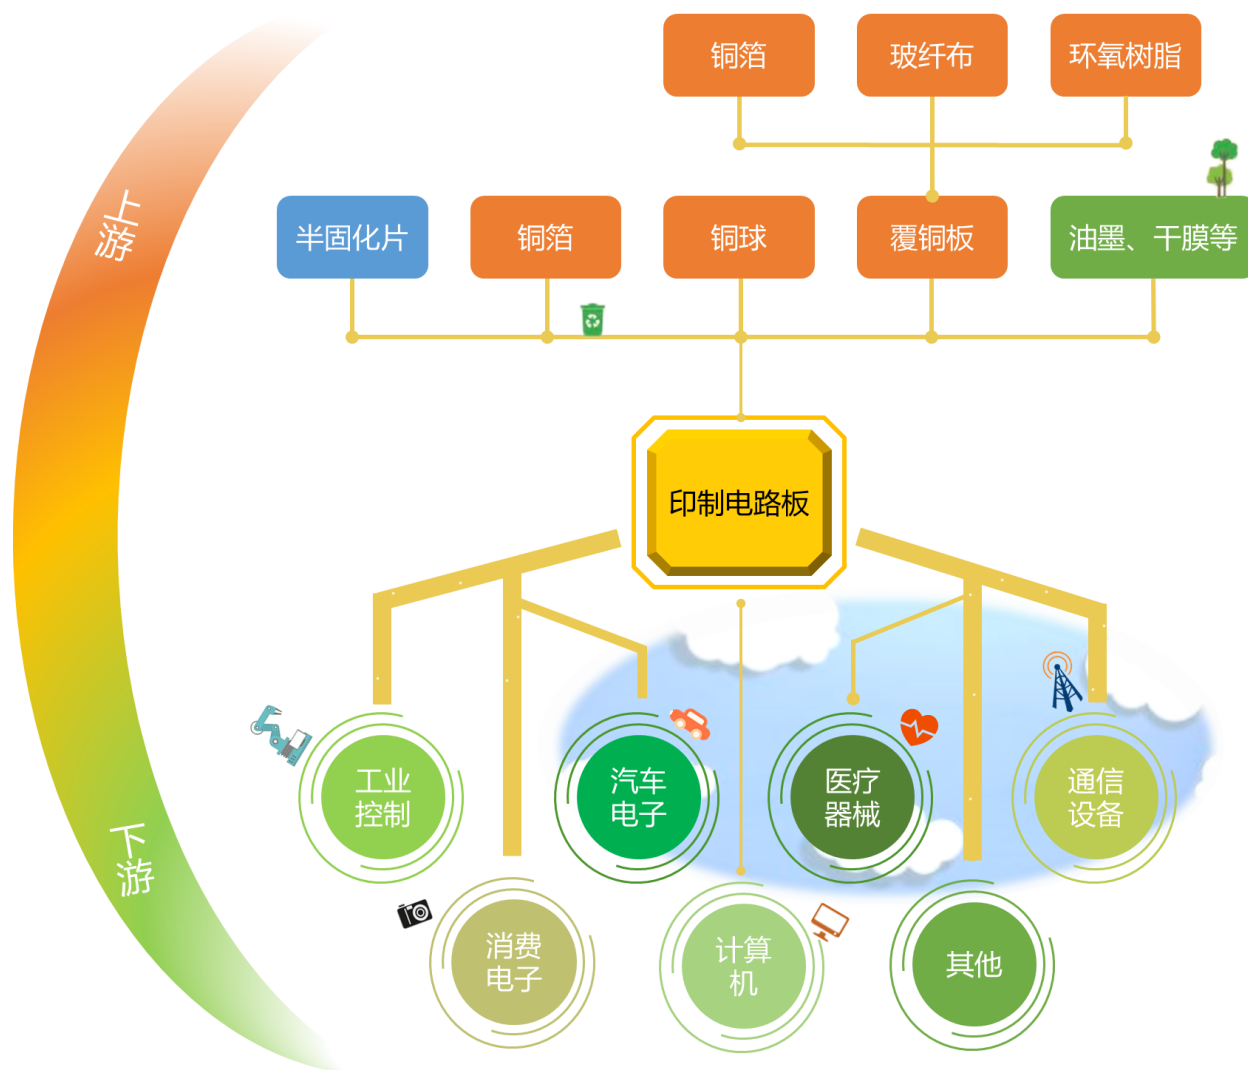 铜箔
玻纤布
环氧树脂
上
游
半固化片
铜箔
铜球
覆铜板
油墨、干膜等
印制电路板
工业
控制
汽车
电子
医疗
器械
通信
设备
下
游
消费
电子
计算
机
其他